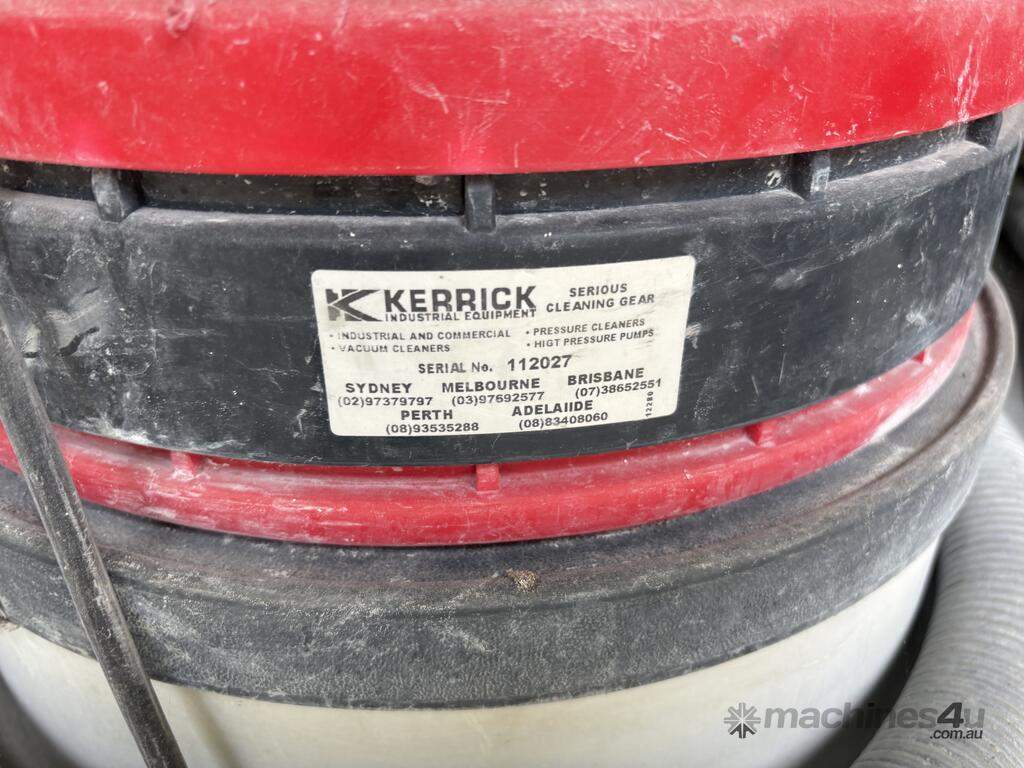 KERRICK
INDUSTRIAL EQUIPMENT
SERIOUS
CLEANING GEAR
• INDUSTRIAL AND COMMERCIAL
• VACUUM CLEANERS
• PRESSURE CLEANERS
• HIGT PRESSURE PUMPS
SERIAL No. 112027
SYDNEY MELBOURNE BRISBANE
(02)97379797 (03)97692577 (07)38652551
PERTH ADELAIIDE
(08)93535288 (08)83408060
12280
machines4u
.com.au